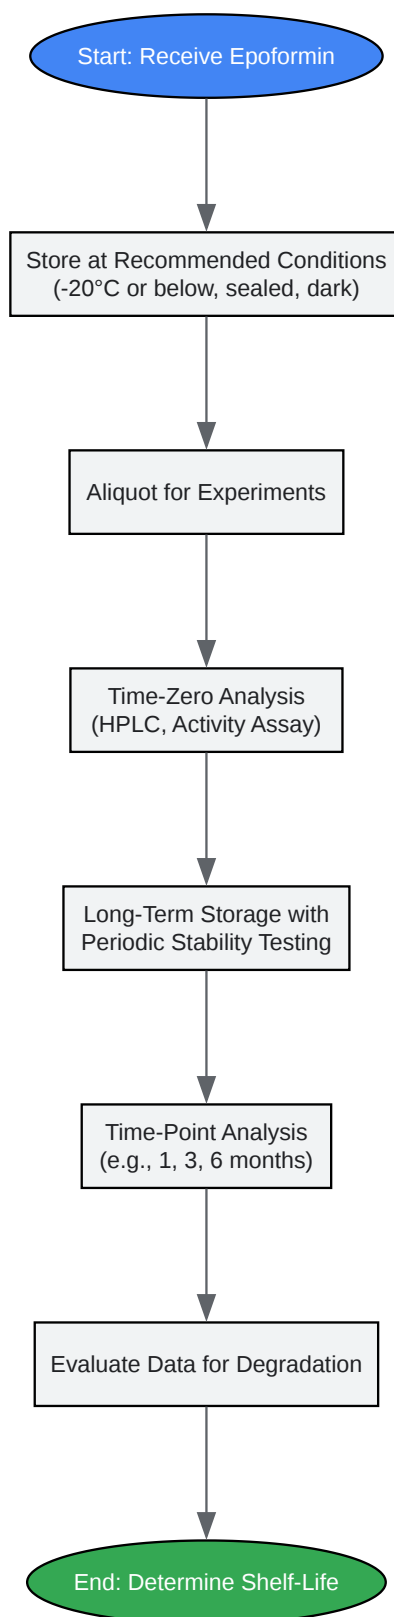 Start: Receive Epoformin
Store at Recommended Conditions
(-20°C or below, sealed, dark)
Aliquot for Experiments
Time-Zero Analysis
(HPLC, Activity Assay)
Long-Term Storage with
Periodic Stability Testing
Time-Point Analysis
(e.g., 1, 3, 6 months)
Evaluate Data for Degradation
End: Determine Shelf-Life